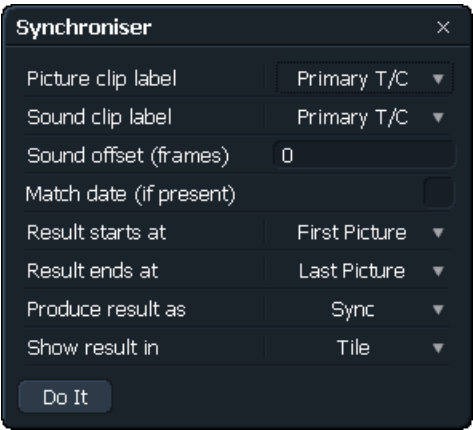 Synchroniser
Picture clip label Primary T/C
Sound clip label Primary T/C
Sound offset (frames) 0
Match date (if present)
Result starts at First Picture
Result ends at Last Picture
Produce result as Sync
Show result in Tile
Do It